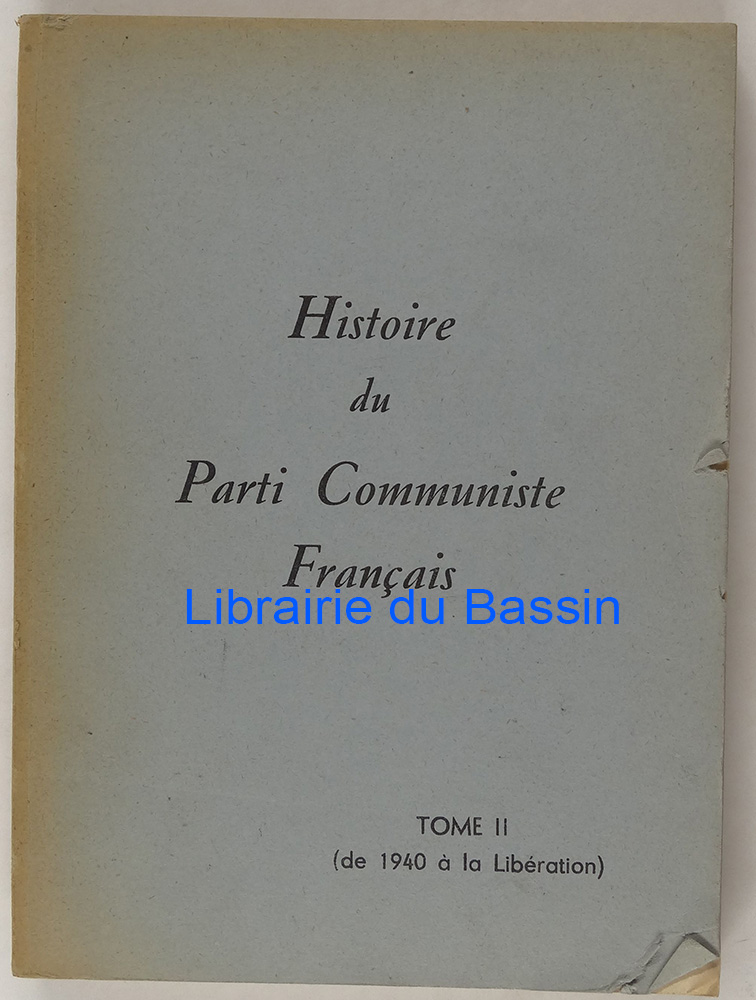 Histoire
du
Parti Communiste
Français
Librairie du Bassin
TOME II
(de 1940 à la Libération)